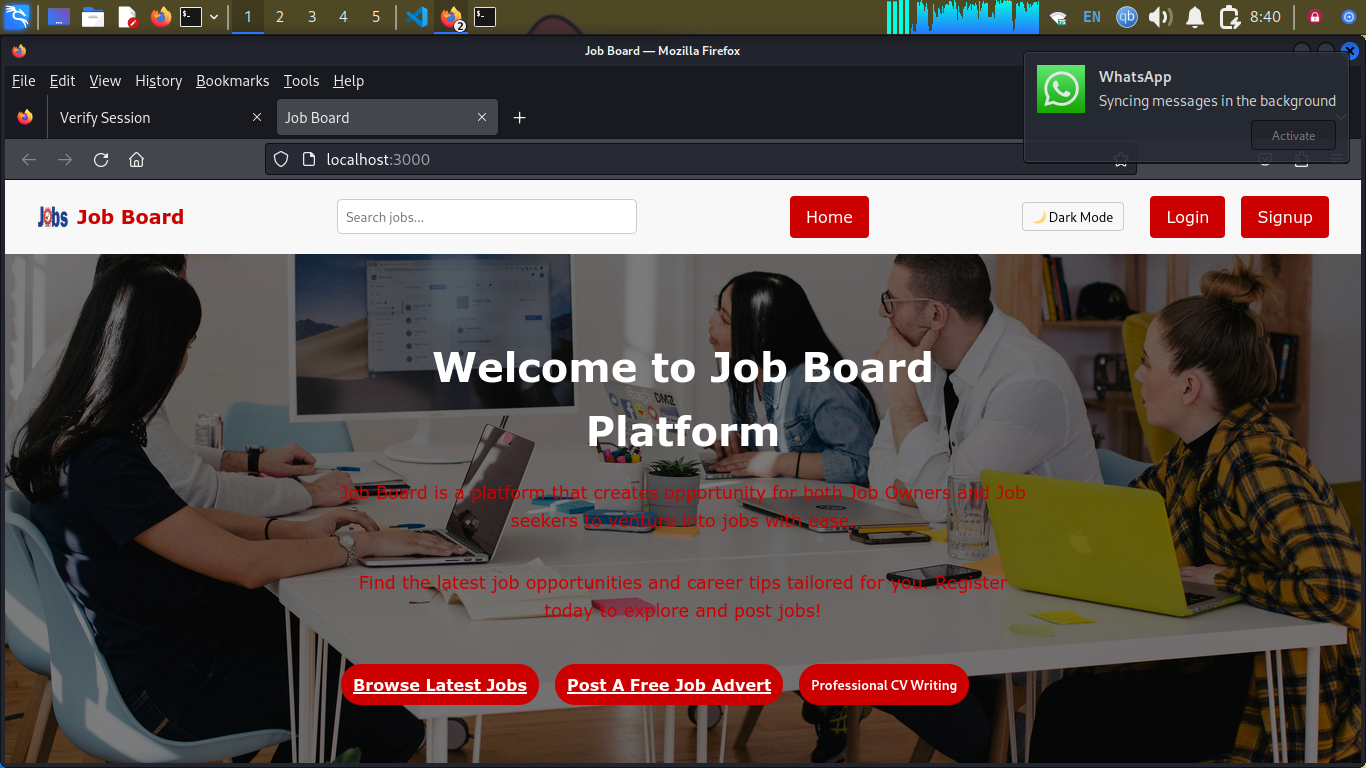 1 2 3 4 5
2
EN
qb
8:40
Job Board — Mozilla Firefox
File Edit View History Bookmarks Tools Help
WhatsApp
Syncing messages in the background
Activate
Verify Session
Job Board
localhost:3000
Jobs Job Board
Search jobs...
Home
🌙 Dark Mode
Login
Signup
Welcome to Job Board
Platform
Job Board is a platform that creates opportunity for both Job Owners and Job
seekers to venture into jobs with ease.
Find the latest job opportunities and career tips tailored for you. Register
today to explore and post jobs!
Browse Latest Jobs
Post A Free Job Advert
Professional CV Writing